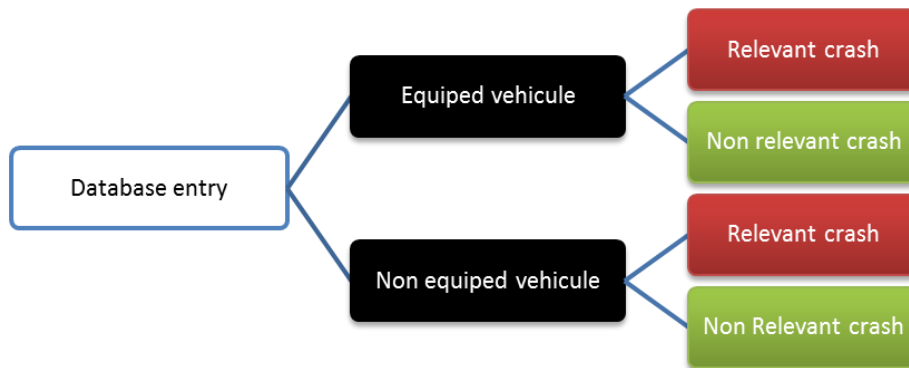 Database entry
Equiped vehicule
Relevant crash
Non relevant crash
Non equiped vehicule
Relevant crash
Non Relevant crash